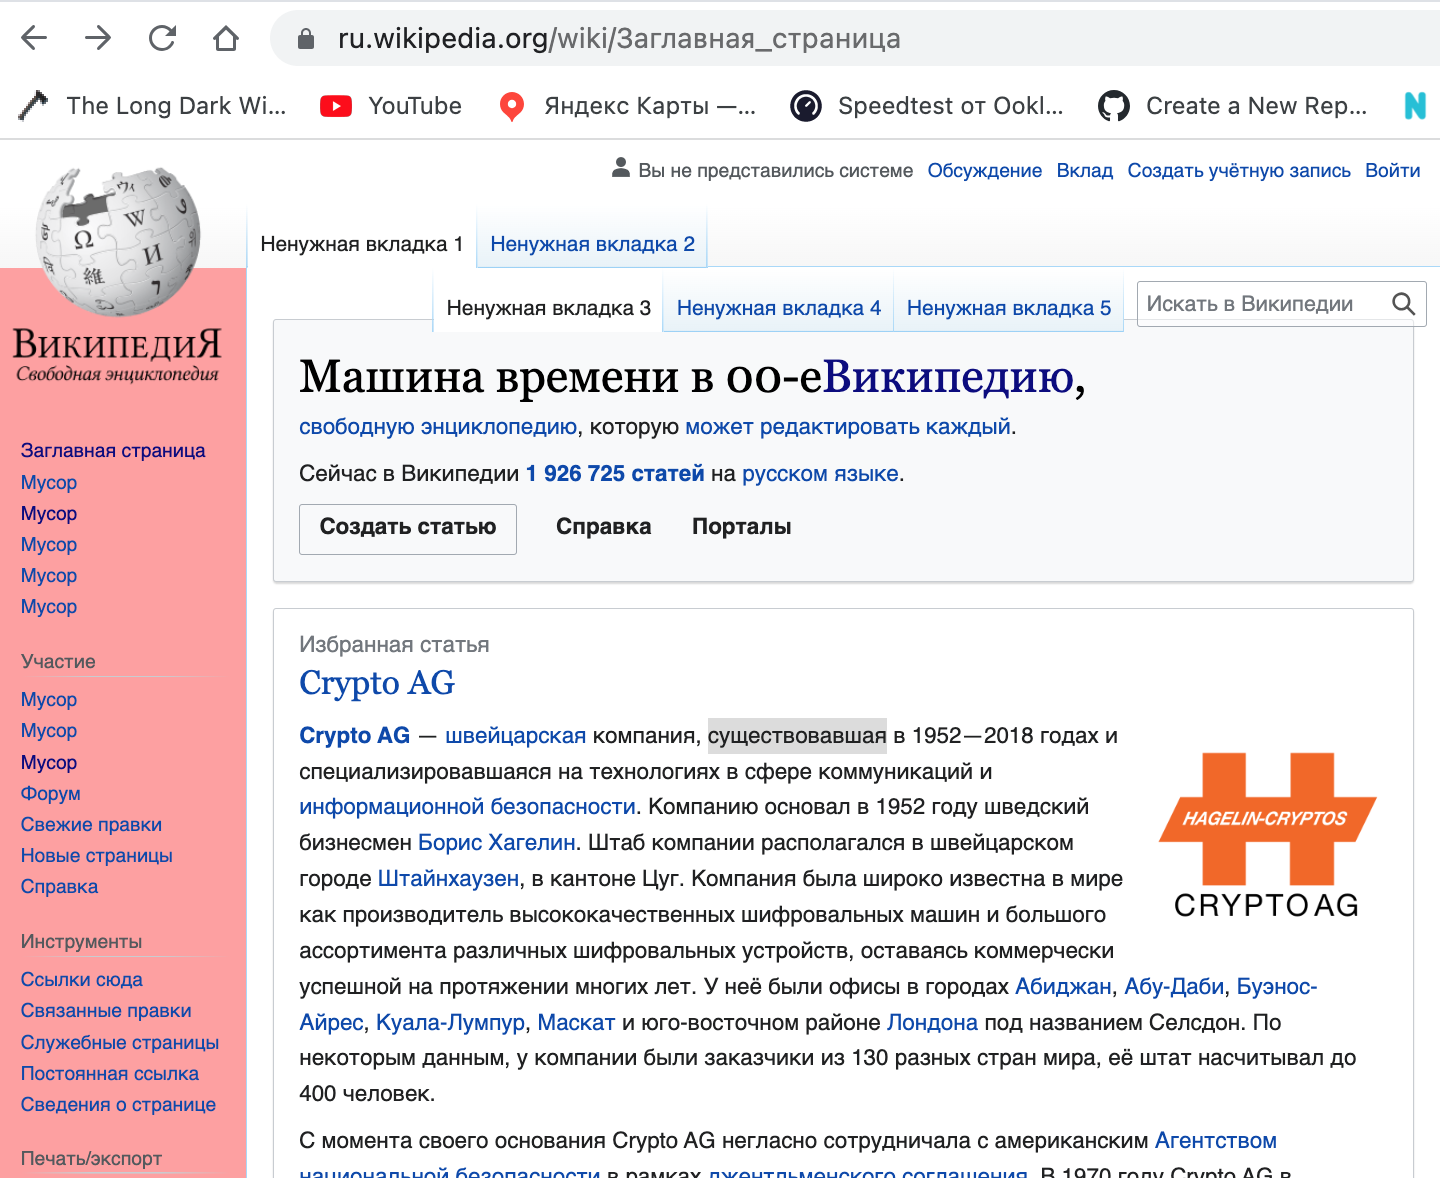 ru.wikipedia.org/wiki/Заглавная_страница
The Long Dark Wi... YouTube Яндекс Карты —... Speedtest от Ookl... Create a New Rep...
Вы не представились системе Обсуждение Вклад Создать учётную запись Войти
Ненужная вкладка 1 Ненужная вкладка 2
Ненужная вкладка 3 Ненужная вкладка 4 Ненужная вкладка 5 Искать в Википедии
ВикипедиЯ
Свободная энциклопедия
Заглавная страница
Мусор
Мусор
Мусор
Мусор
Мусор
Участие
Мусор
Мусор
Мусор
Форум
Свежие правки
Новые страницы
Справка
Инструменты
Ссылки сюда
Связанные правки
Служебные страницы
Постоянная ссылка
Сведения о странице
Печать/экспорт
Машина времени в 00-еВикипедию,
свободную энциклопедию, которую может редактировать каждый.
Сейчас в Википедии 1 926 725 статей на русском языке.
Создать статью Справка Порталы
Избранная статья
Crypto AG
Crypto AG — швейцарская компания, существовавшая в 1952—2018 годах и
специализировавшаяся на технологиях в сфере коммуникаций и
информационной безопасности. Компанию основал в 1952 году шведский
бизнесмен Борис Хагелин. Штаб компании располагался в швейцарском
городе Штайнхаузен, в кантоне Цуг. Компания была широко известна в мире
как производитель высококачественных шифровальных машин и большого
ассортимента различных шифровальных устройств, оставаясь коммерчески
успешной на протяжении многих лет. У неё были офисы в городах Абиджан, Абу-Даби, Буэнос-
Айрес, Куала-Лумпур, Маскат и юго-восточном районе Лондона под названием Селсдон. По
некоторым данным, у компании были заказчики из 130 разных стран мира, её штат насчитывал до
400 человек.
HAGELIN-CRYPTOS
CRYPTO AG
С момента своего основания Crypto AG негласно сотрудничала с американским Агентством
национальной безопасности в рамках джентльменского соглашения. В 1970 году Crypto AG в